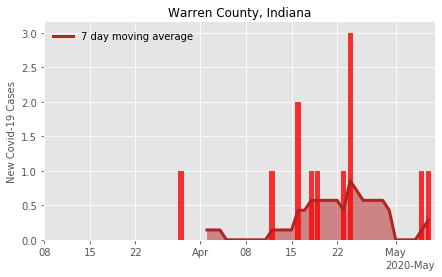 Warren County, Indiana
7 day moving average
New Covid-19 Cases
3.0
2.5
2.0
1.5
1.0
0.5
0.0
08 15 22 Apr 08 15 22 May
2020-May